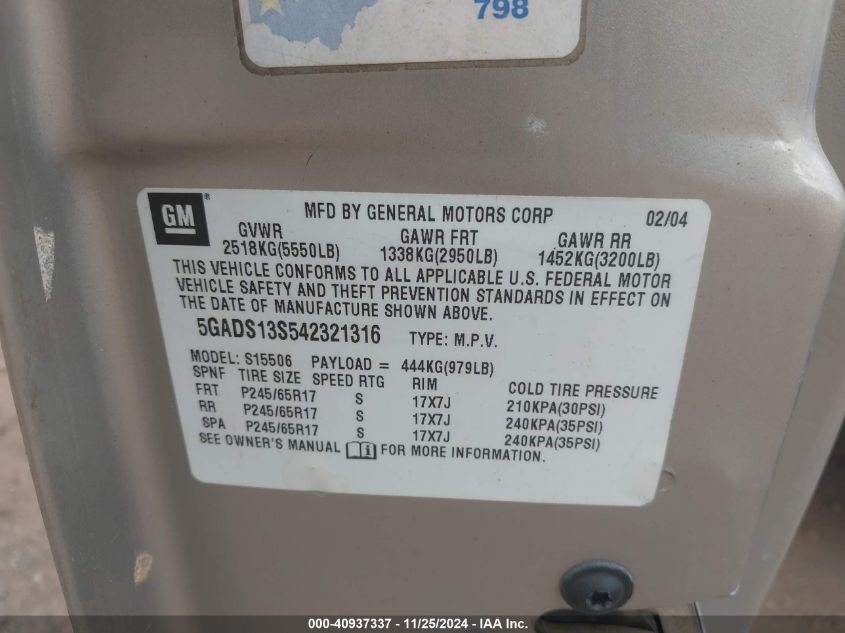 798
GM ®
MFD BY GENERAL MOTORS CORP 02/04
GVWR GAWR FRT GAWR RR
2518KG(5550LB) 1338KG(2950LB) 1452KG(3200LB)
THIS VEHICLE CONFORMS TO ALL APPLICABLE U.S. FEDERAL MOTOR
VEHICLE SAFETY AND THEFT PREVENTION STANDARDS IN EFFECT ON
THE DATE OF MANUFACTURE SHOWN ABOVE.
5GADS13S542321316 TYPE: M.P.V.
MODEL: S15506 PAYLOAD = 444KG(979LB)
SPNF TIRE SIZE SPEED RTG RIM COLD TIRE PRESSURE
FRT P245/65R17 S 17X7J 210KPA(30PSI)
RR P245/65R17 S 17X7J 240KPA(35PSI)
SPA P245/65R17 S 17X7J 240KPA(35PSI)
SEE OWNER'S MANUAL FOR MORE INFORMATION.
000-40937337 - 11/25/2024 - IAA Inc.